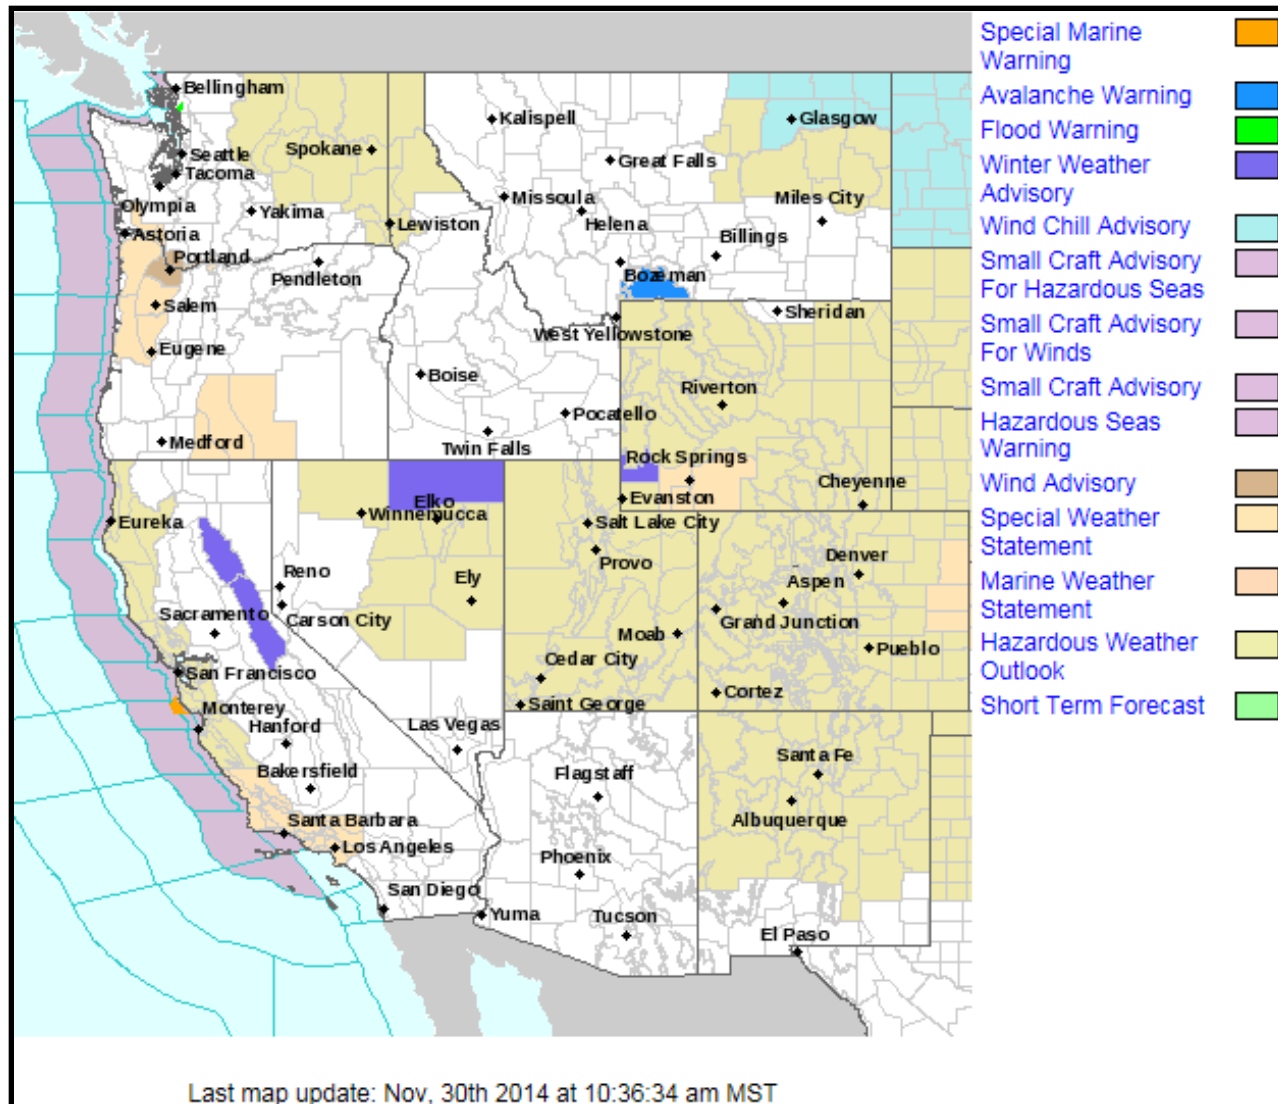 Special Marine
Warning
Avalanche Warning
Flood Warning
Winter Weather
Advisory
Wind Chill Advisory
Small Craft Advisory
For Hazardous Seas
Small Craft Advisory
For Winds
Small Craft Advisory
Hazardous Seas
Warning
Wind Advisory
Special Weather
Statement
Marine Weather
Statement
Hazardous Weather
Outlook
Short Term Forecast
Bellingham
Kalispell
Glasgow
Seattle
Spokane
Great Falls
Tacoma
Olympia
Yakima
Lewiston
Missoula
Helena
Miles City
Astoria
Portland
Pendleton
Billings
Bozeman
Salem
Sheridan
Eugene
West Yellowstone
Boise
Riverton
Pocatello
Medford
Twin Falls
Rock Springs
Evanston
Cheyenne
Eureka
Winnemucca
Elko
Salt Lake City
Provo
Denver
Reno
Ely
Aspen
Sacramento
Carson City
Grand Junction
Moab
Pueblo
San Francisco
Cedar City
Cortez
Monterey
Saint George
Hanford
Las Vegas
Bakersfield
Flagstaff
Santa Fe
Albuquerque
Santa Barbara
Los Angeles
Phoenix
San Diego
Yuma
Tucson
El Paso
Last map update: Nov, 30th 2014 at 10:36:34 am MST